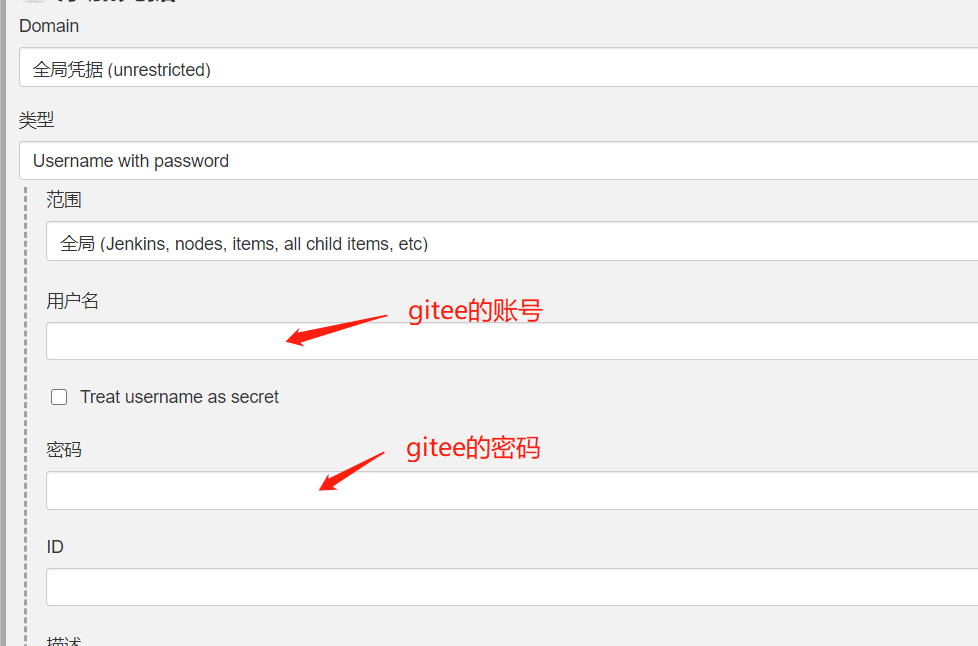 Domain
全局凭据 (unrestricted)
类型
Username with password
范围
全局 (Jenkins, nodes, items, all child items, etc)
用户名
gitee的账号
Treat username as secret
密码
gitee的密码
ID
描述